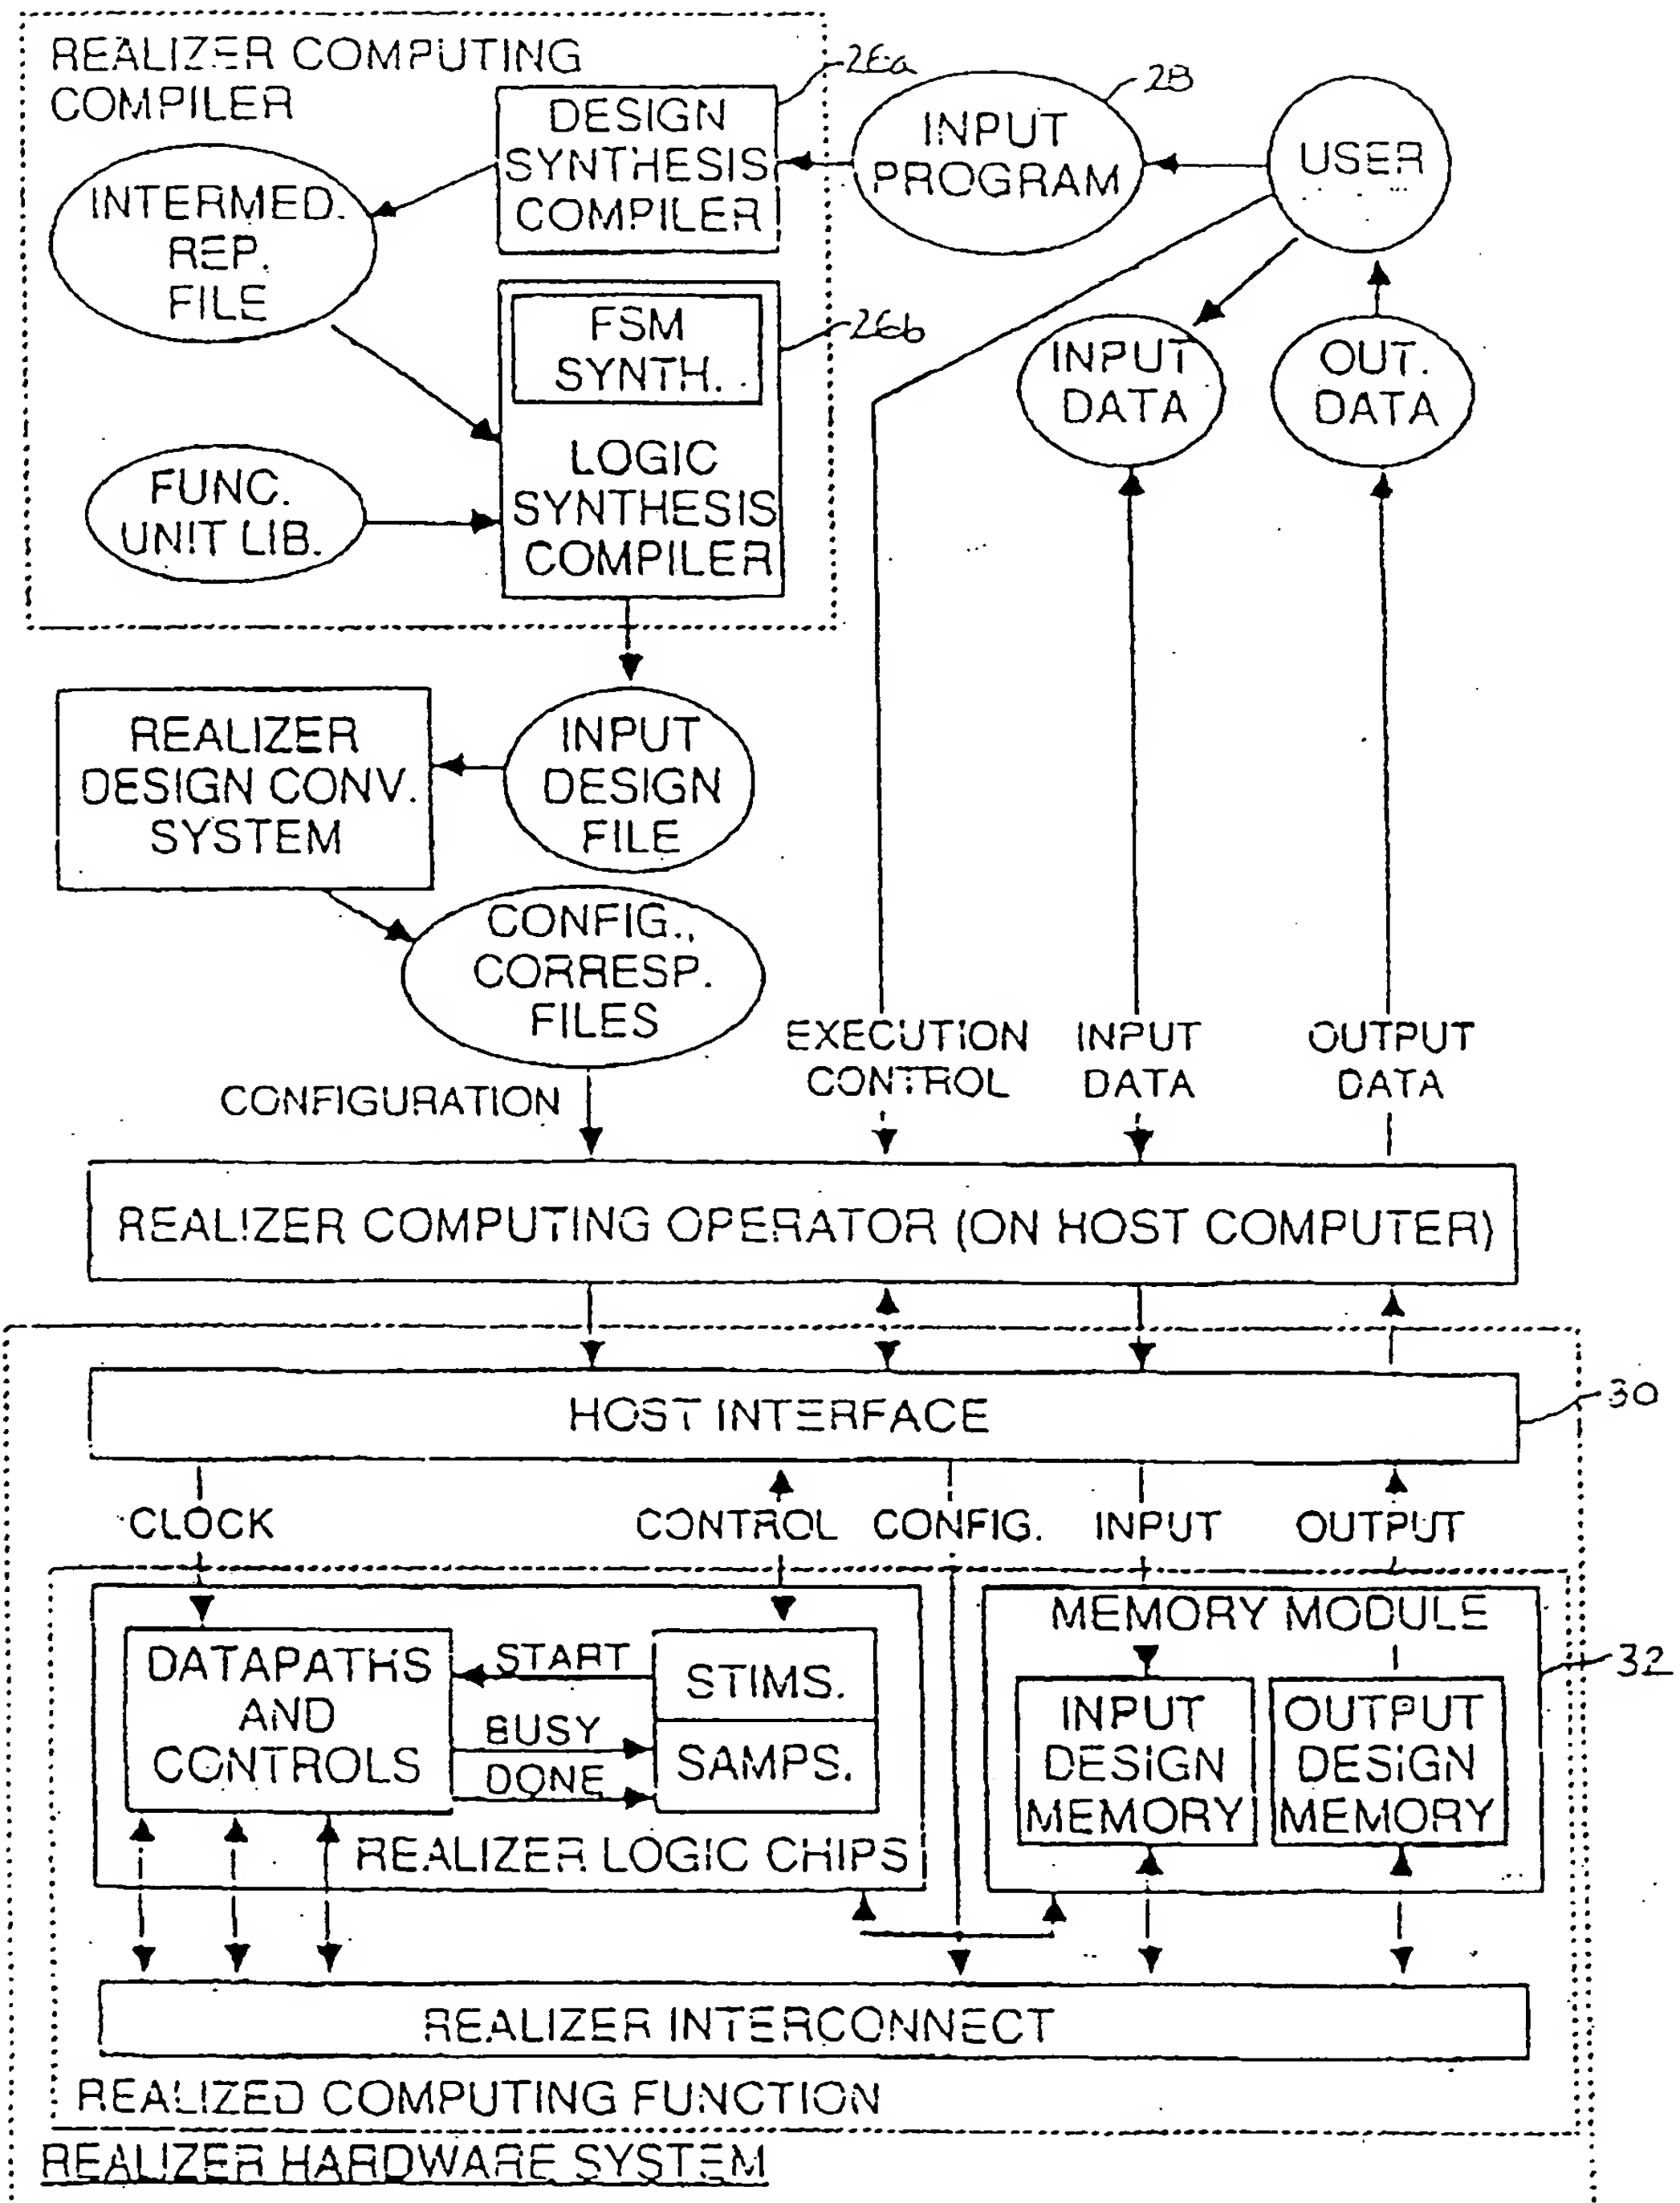 REALIZER COMPUTING
COMPILER
26a
28
DESIGN
SYNTHESIS
COMPILER
INPUT
PROGRAM
USER
INTERMED.
REP.
FILE
FSM
SYNTH.
26b
INPUT
DATA
OUT.
DATA
LOGIC
SYNTHESIS
COMPILER
FUNC.
UNIT LIB.
REALIZER
DESIGN CONV.
SYSTEM
INPUT
DESIGN
FILE
CONFIG.,
CORRESP.
FILES
CONFIGURATION
EXECUTION
CONTROL
INPUT
DATA
OUTPUT
DATA
REALIZER COMPUTING OPERATOR (ON HOST COMPUTER)
HOST INTERFACE
30
CLOCK
CONTROL
CONFIG.
INPUT
OUTPUT
MEMORY MODULE
32
DATAPATHS
AND
CONTROLS
START
BUSY
DONE
STIMS.
SAMPS.
INPUT
DESIGN
MEMORY
OUTPUT
DESIGN
MEMORY
REALIZER LOGIC CHIPS
REALIZER INTERCONNECT
REALIZED COMPUTING FUNCTION
REALIZER HARDWARE SYSTEM